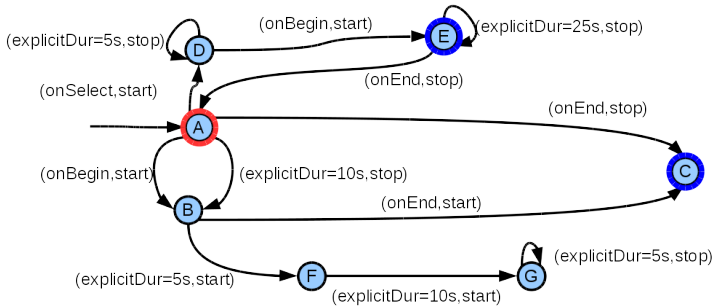 (onBegin,start)
E
(explicitDur=25s,stop)
(explicitDur=5s,stop)
D
(onEnd,stop)
(onSelect,start)
(onEnd,stop)
A
(onBegin,start)
(explicitDur=10s,stop)
C
B
(onEnd,start)
(explicitDur=5s,stop)
(explicitDur=5s,start)
F
G
(explicitDur=10s,start)